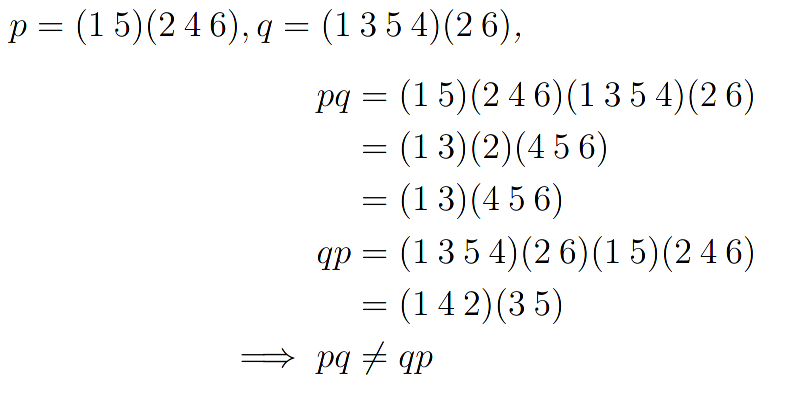 p = (1 5)(2 4 6), q = (1 3 5 4)(2 6),
pq = (1 5)(2 4 6)(1 3 5 4)(2 6)
= (1 3)(2)(4 5 6)
= (1 3)(4 5 6)
qp = (1 3 5 4)(2 6)(1 5)(2 4 6)
= (1 4 2)(3 5)
⟹ pq ≠ qp